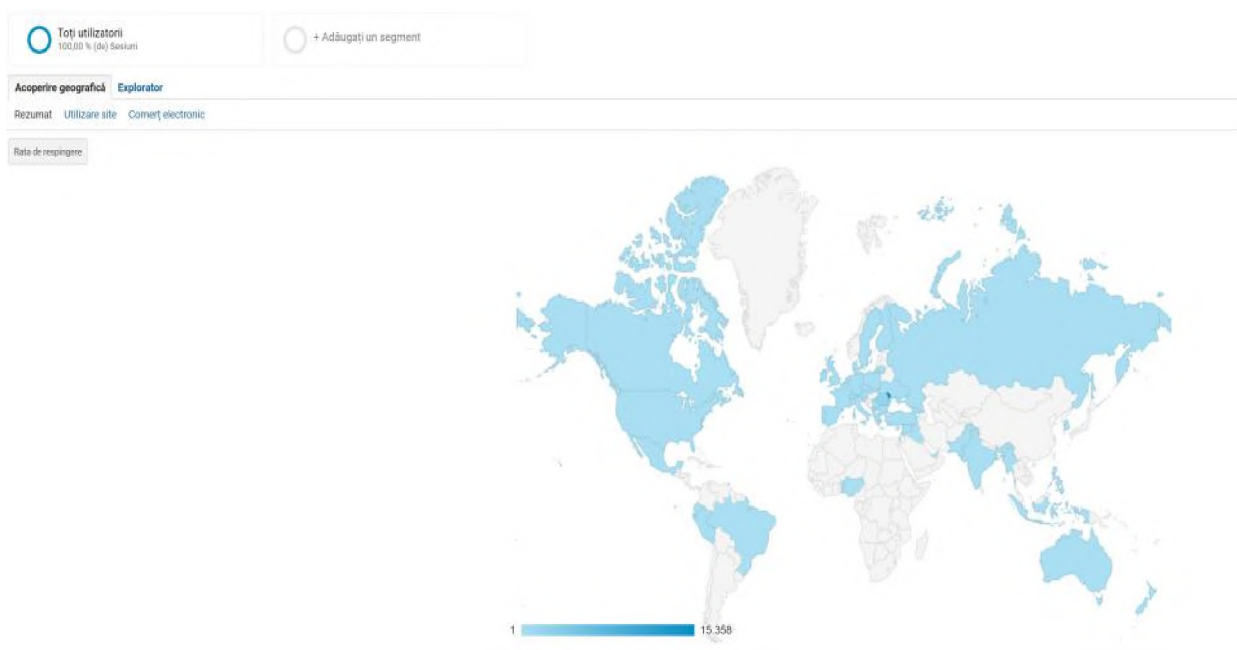 Toți utilizatorii
100,00 % (de) Sesiuni
+ Adăugați un segment
Acoperire geografică Explorator
Rezumat Utilizare site Comerț electronic
Rata de respingere
1 15.358